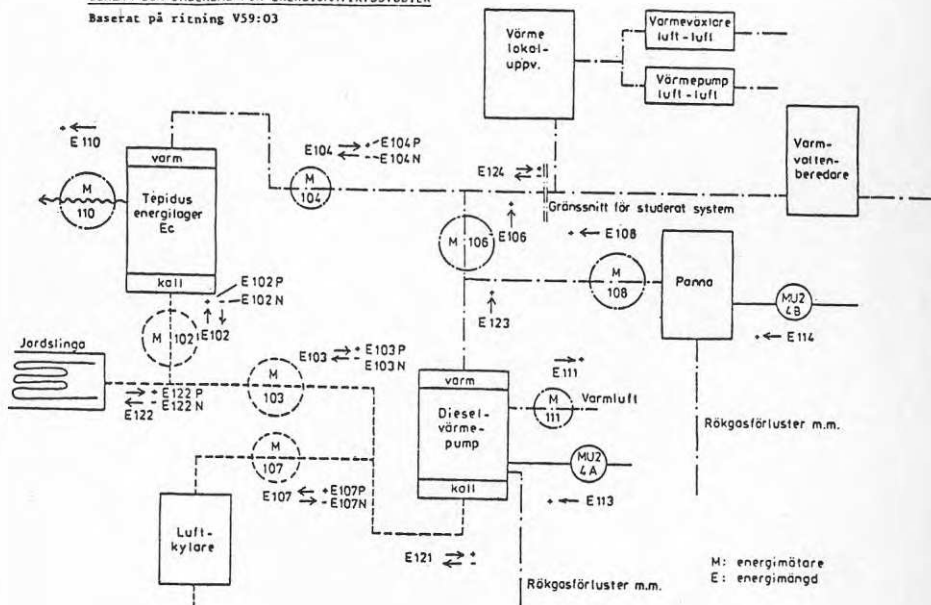 Baserat på ritning V59:03
Värme
lokal-
uppv.
Varmeväxlare
luft-luft
Värmepump
luft-luft
Varm-
vatten-
beredare
E110
M
110
varm
Tepidus
energilager
Ec
kall
E104
E104P
E104N
M
104
E124
Gränssnitt för studerat system
M 106
E106
E108
M
108
Panna
MU2
4B
E114
E123
E102P
E102N
E102
M
102
Jordslinga
E122
E122P
E122N
E103
E103P
E103N
M
103
M
107
E107
E107P
E107N
Luft-
kylare
varm
Diesel-
värme-
pump
kall
E111
M
111
Varmluft
MU2
4A
E113
E121
Rökgasförluster m.m.
Rökgasförluster m.m.
M: energimätare
E: energimängd